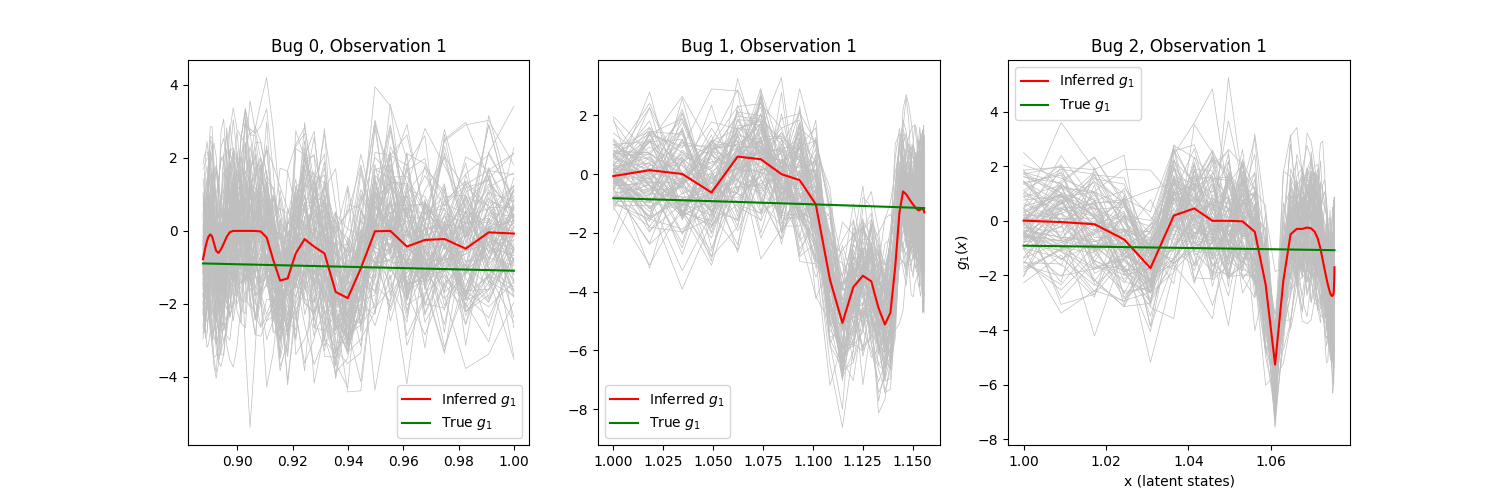 Bug 0, Observation 1
4
2
0
−2
−4
0.90 0.92 0.94 0.96 0.98 1.00
Inferred g₁
True g₁
Bug 1, Observation 1
2
0
−2
−4
−6
−8
1.000 1.025 1.050 1.075 1.100 1.125 1.150
Inferred g₁
True g₁
Bug 2, Observation 1
Inferred g₁
True g₁
g₁(x)
4
2
0
−2
−4
−6
−8
1.00 1.02 1.04 1.06
x (latent states)